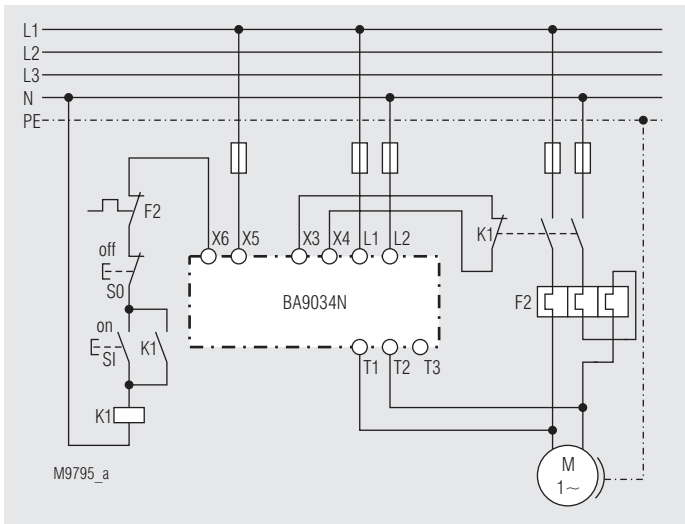 L1
L2
L3
N
PE
F2
X6 X5 X3 X4 L1 L2
K1
off
S0
BA9034N
F2
on
SI
K1
T1 T2 T3
K1
M9795_a
M
1~